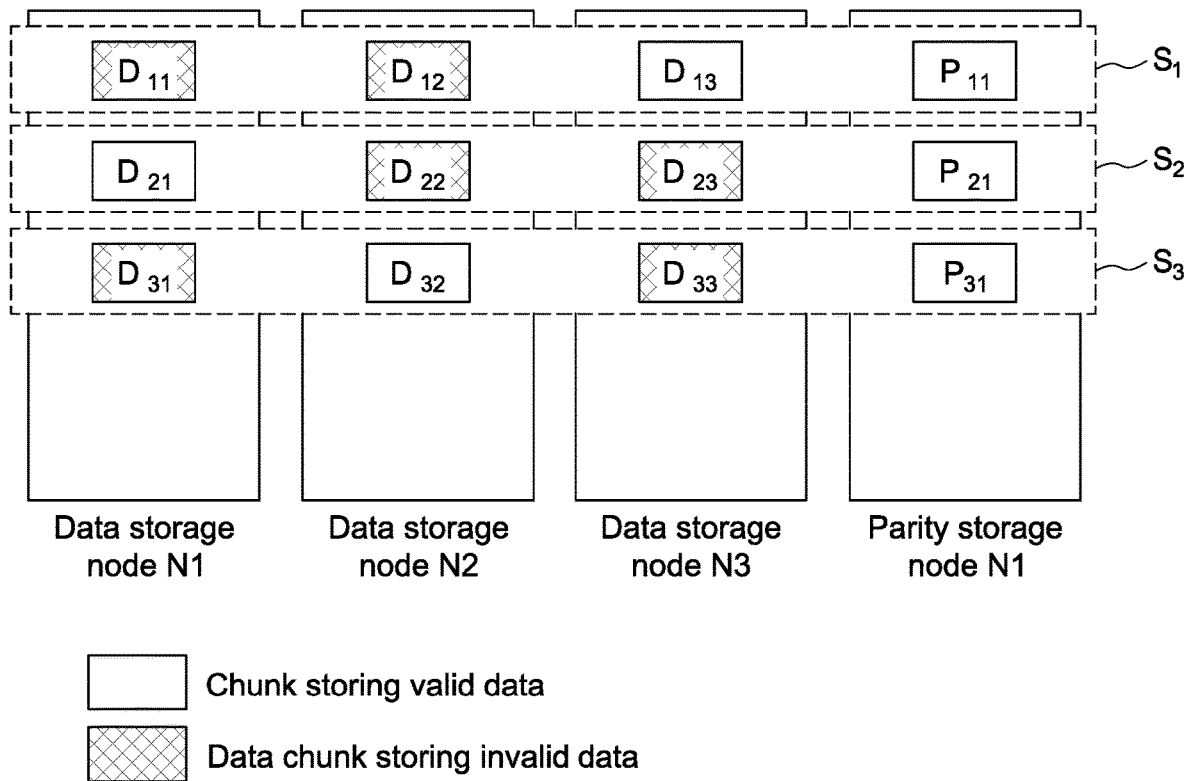 D 11 D 12 D 13 P 11 S1
D 21 D 22 D 23 P 21 S2
D 31 D 32 D 33 P31 S3
Data storage node N1
Data storage node N2
Data storage node N3
Parity storage node N1
Chunk storing valid data
Data chunk storing invalid data